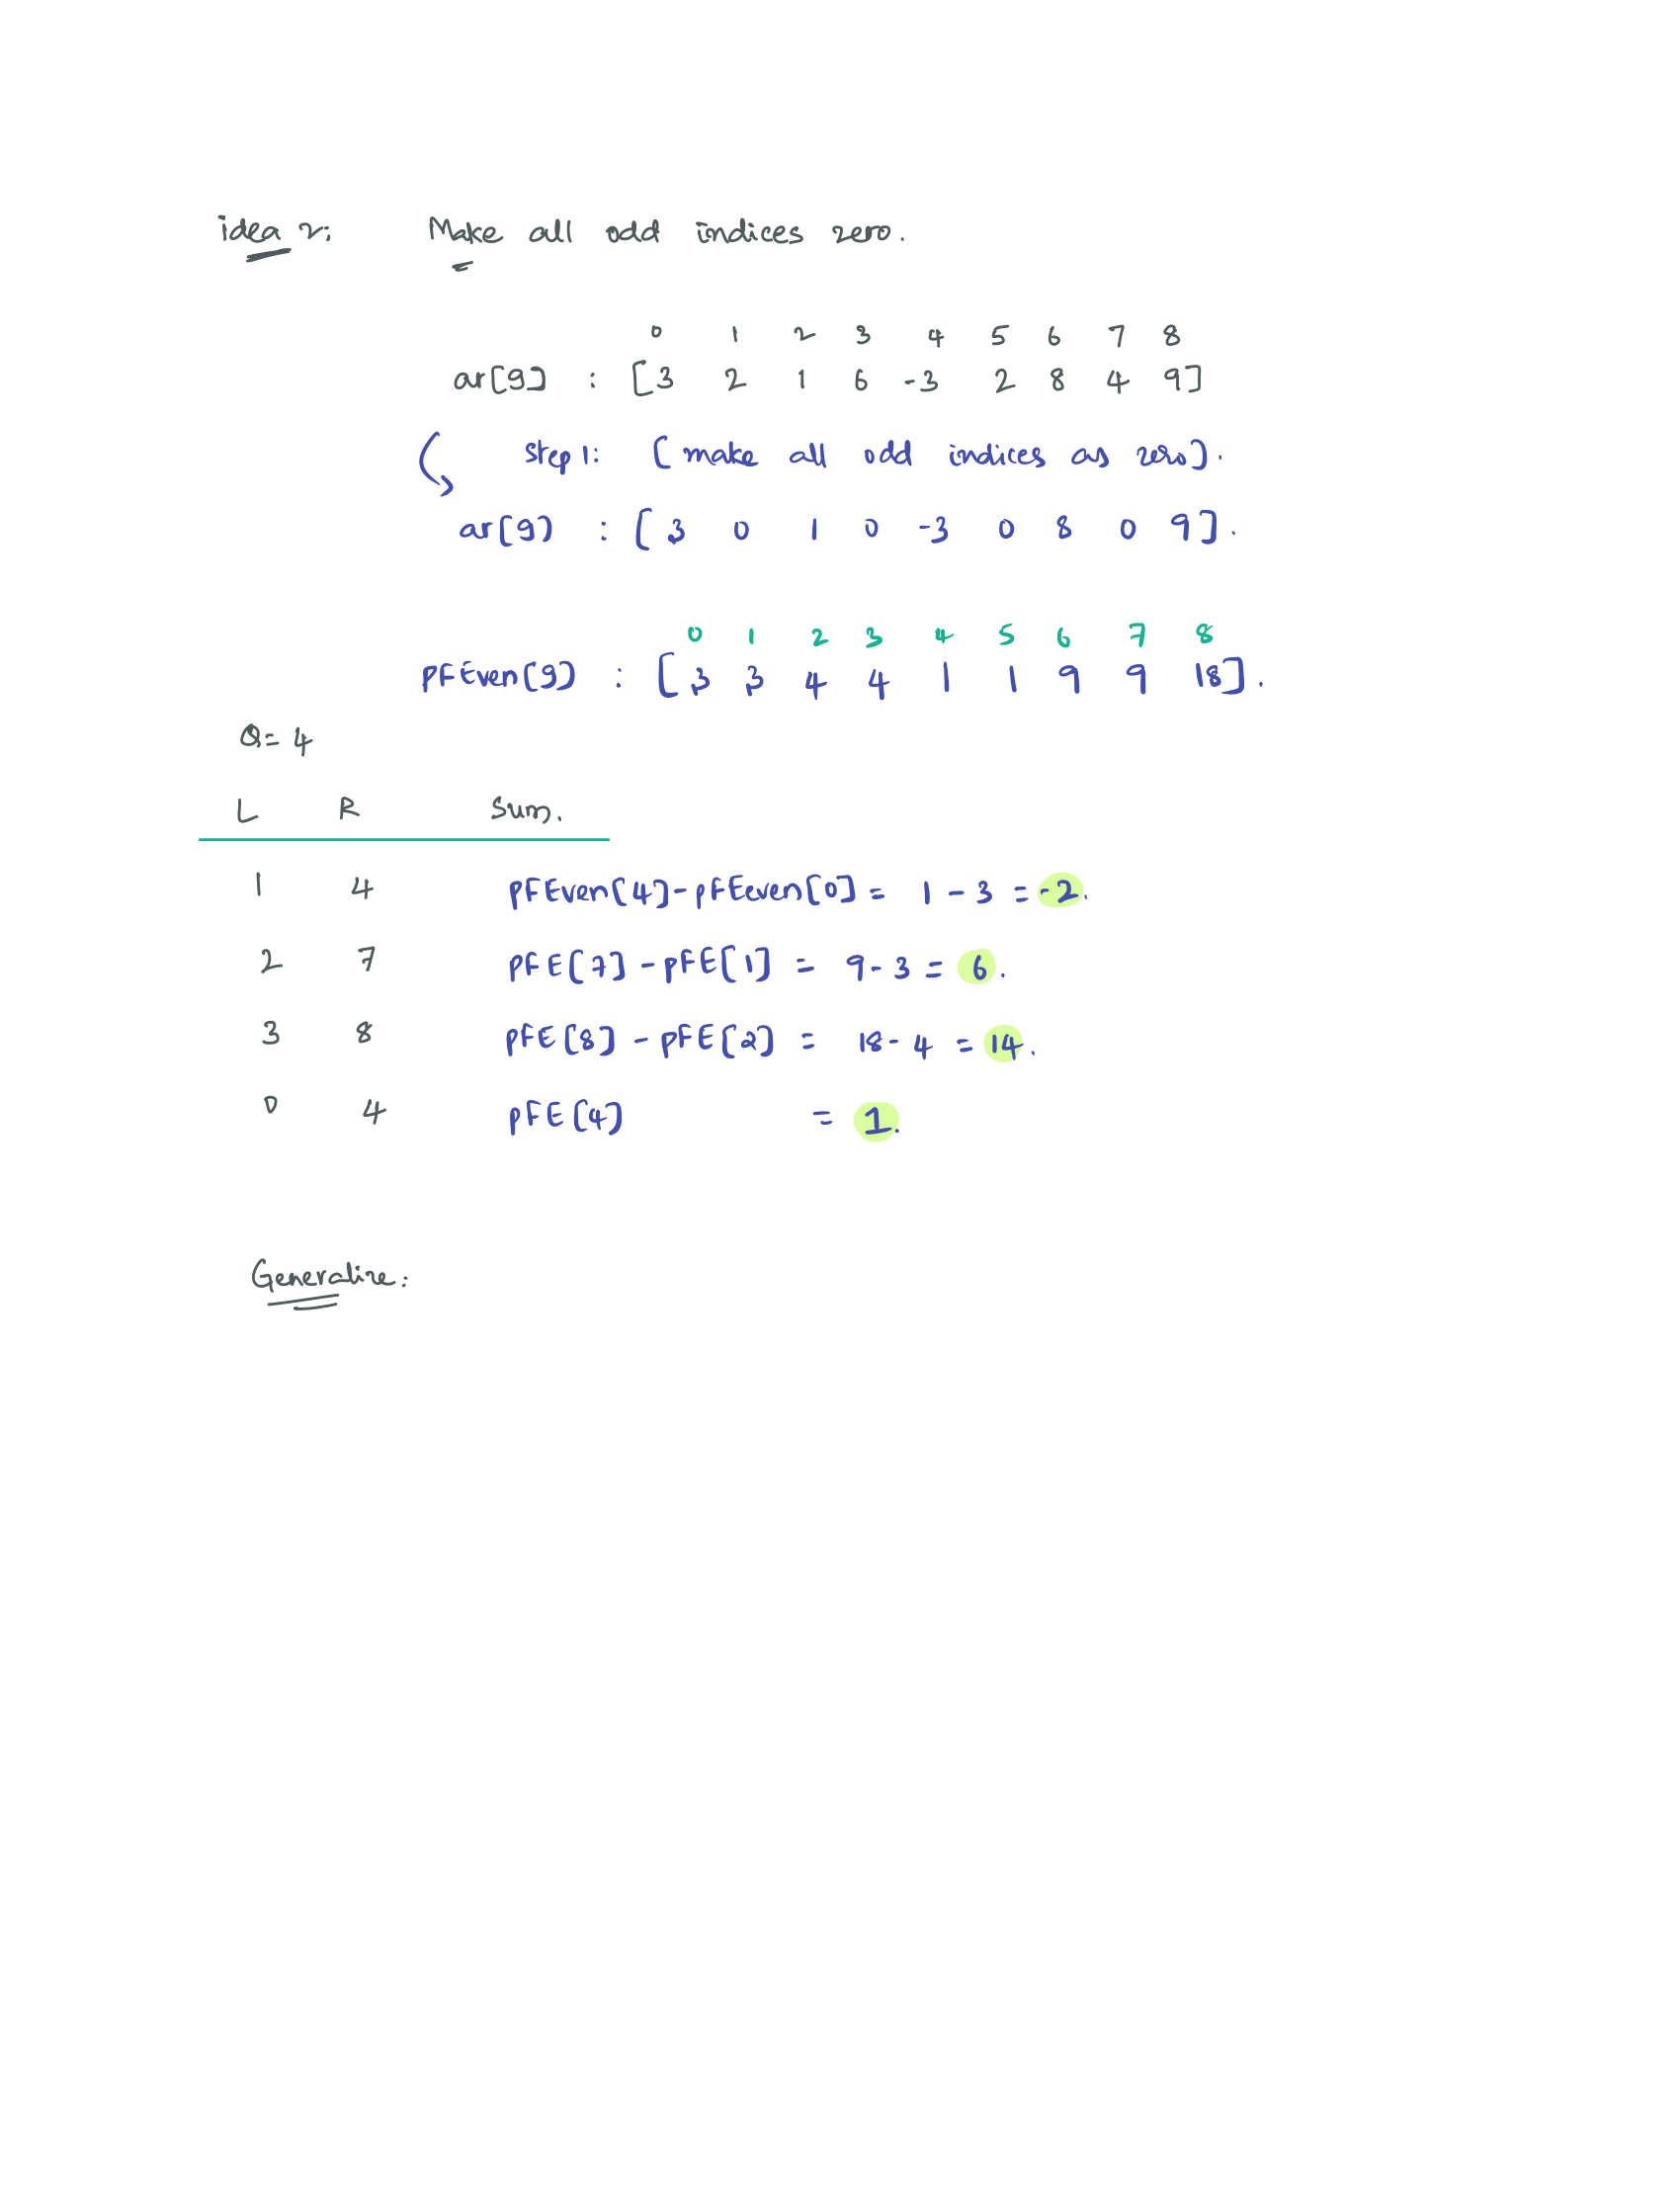 idea 2: Make all odd indices zero.
0 1 2 3 4 5 6 7 8
ar[9] : [3 2 1 6 -3 2 8 4 9]
Step 1: [make all odd indices as zero].
ar[9] : [3 0 1 0 -3 0 8 0 9].
0 1 2 3 4 5 6 7 8
PFEven[9] : [3 3 4 4 1 1 9 9 18].
Q = 4
L R Sum.
1 4 PFEven[4]-pFEeven[0] = 1 - 3 = -2.
2 7 PFE[7] - PFE[1] = 9 - 3 = 6.
3 8 PFE[8] - PFE[2] = 18 - 4 = 14.
0 4 PFE[4] = 1.
Generalize: